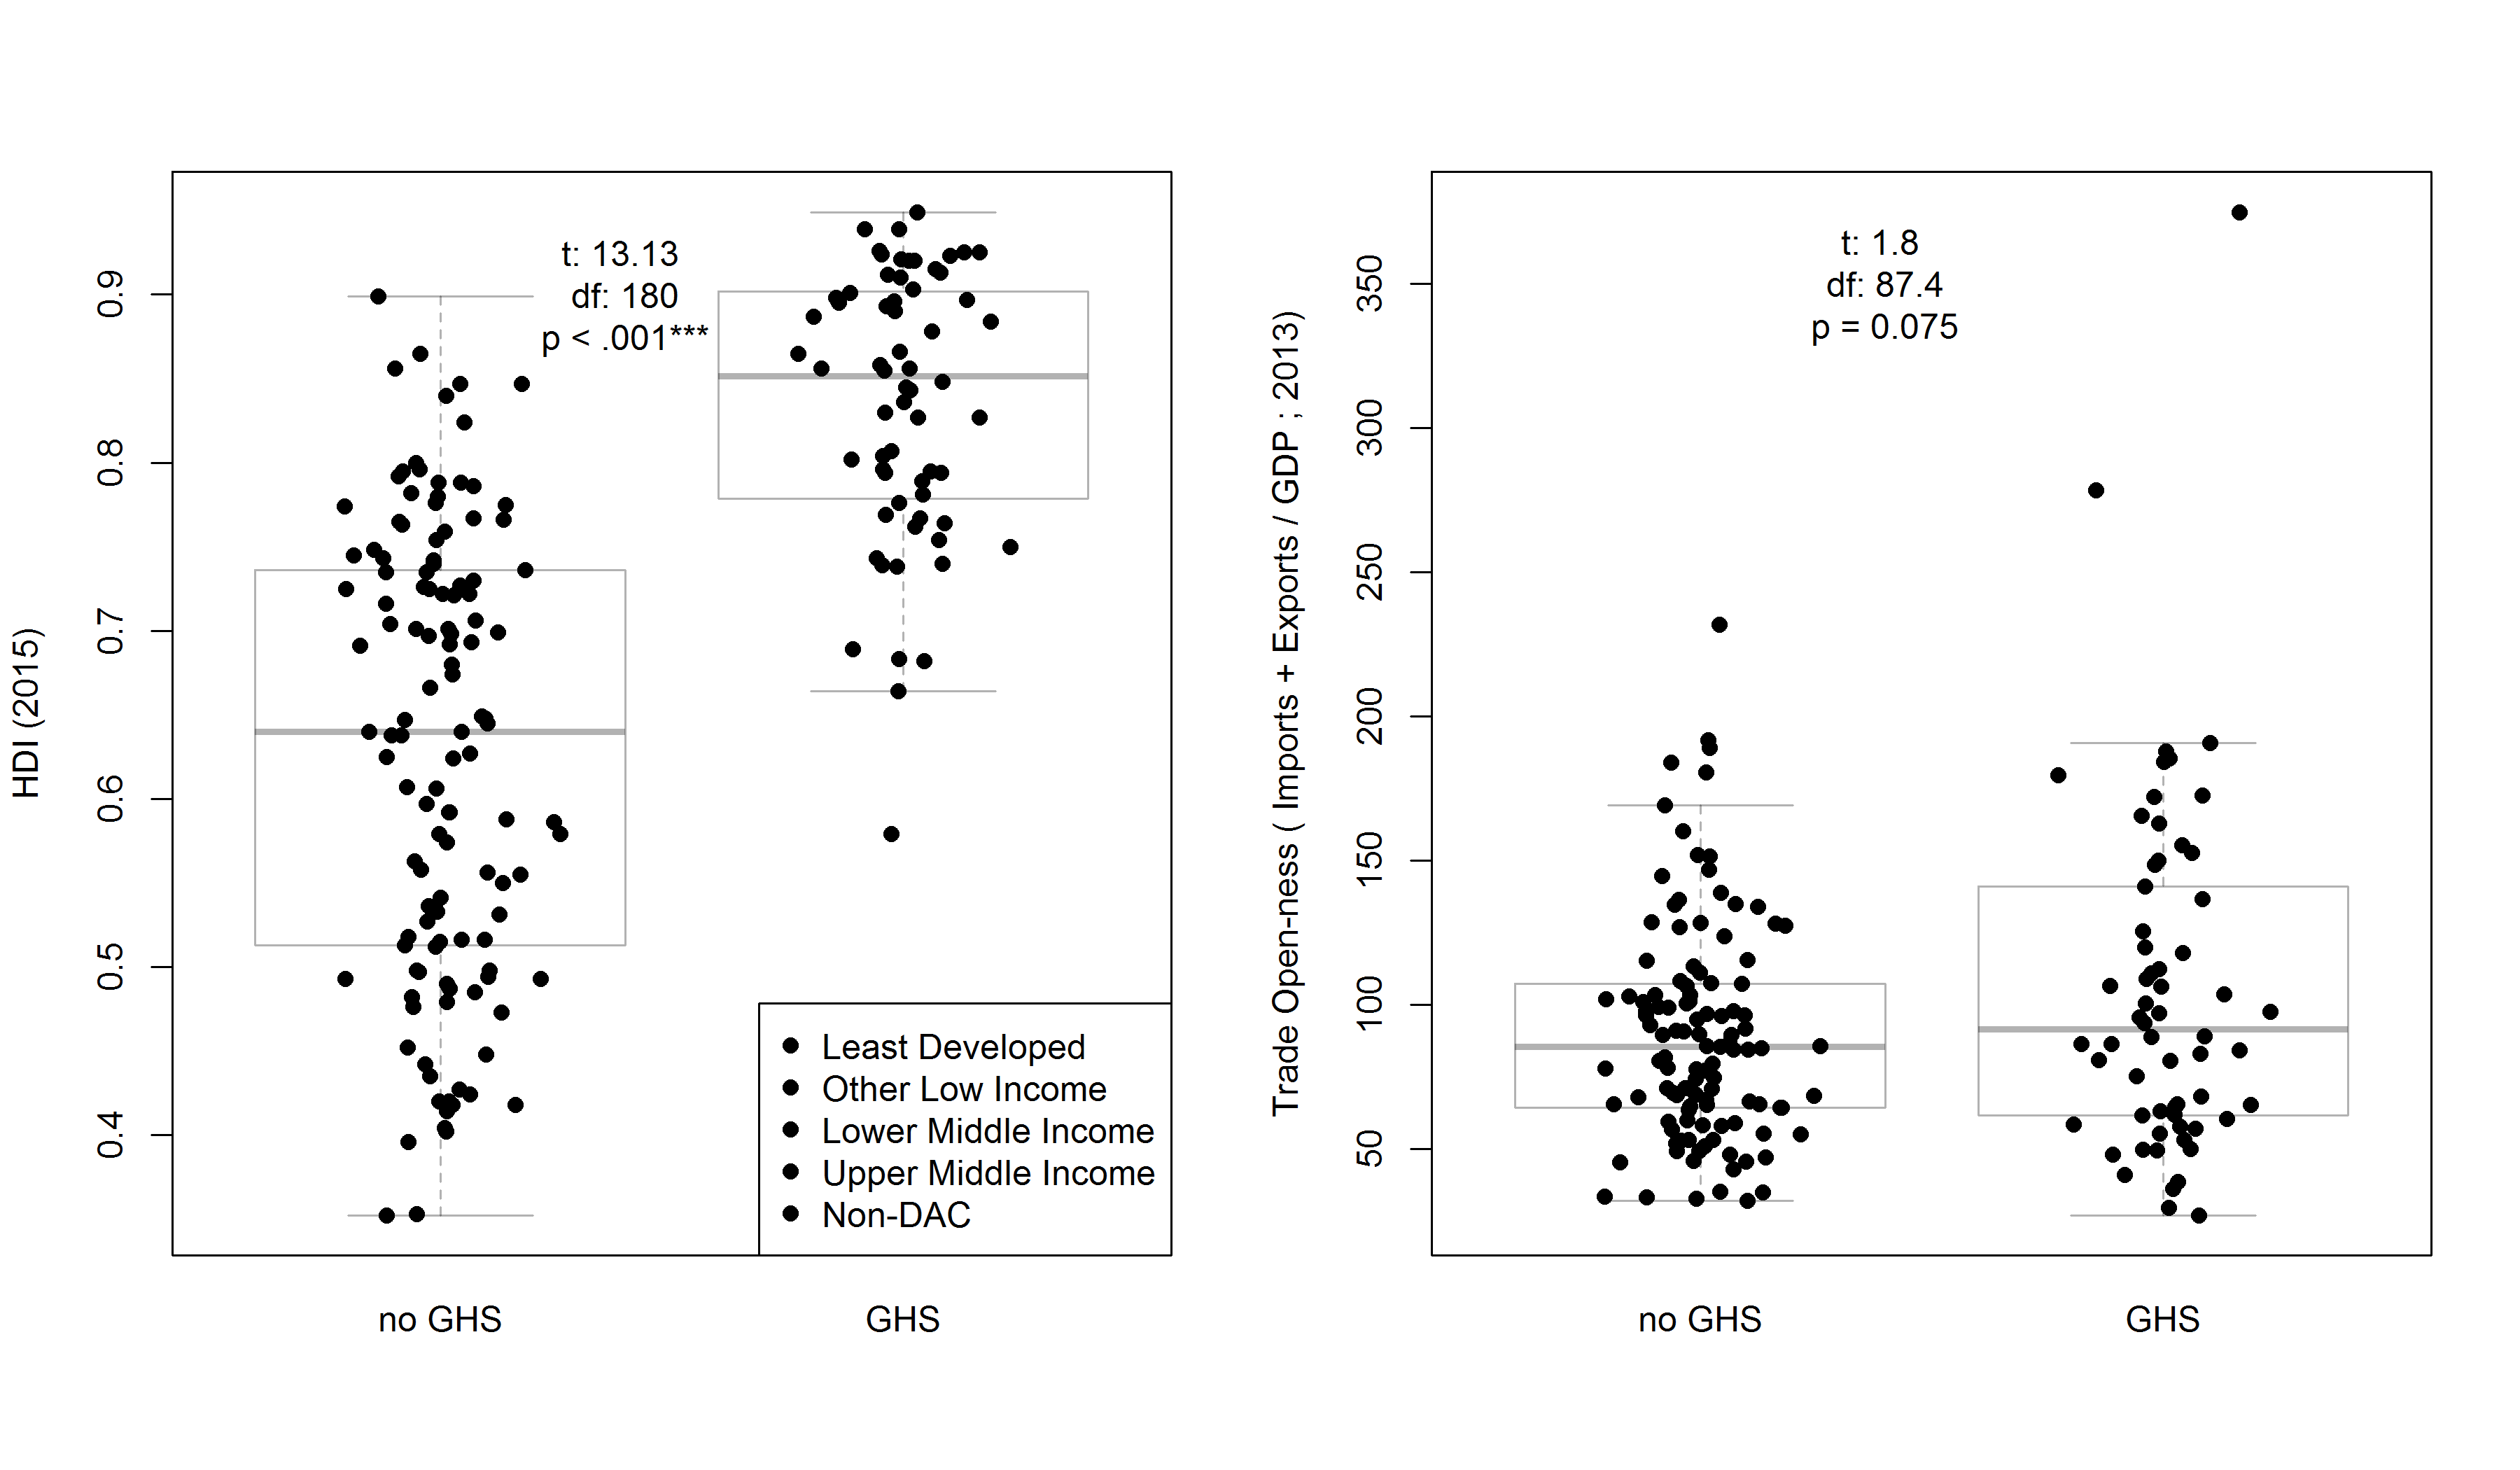 HDI (2015)
0.9
0.8
0.7
0.6
0.5
0.4
t: 13.13
df: 180
p < .001***
Least Developed
Other Low Income
Lower Middle Income
Upper Middle Income
Non-DAC
no GHS
GHS
Trade Open-ness ( Imports + Exports / GDP ; 2013)
350
300
250
200
150
100
50
t: 1.8
df: 87.4
p = 0.075
no GHS
GHS